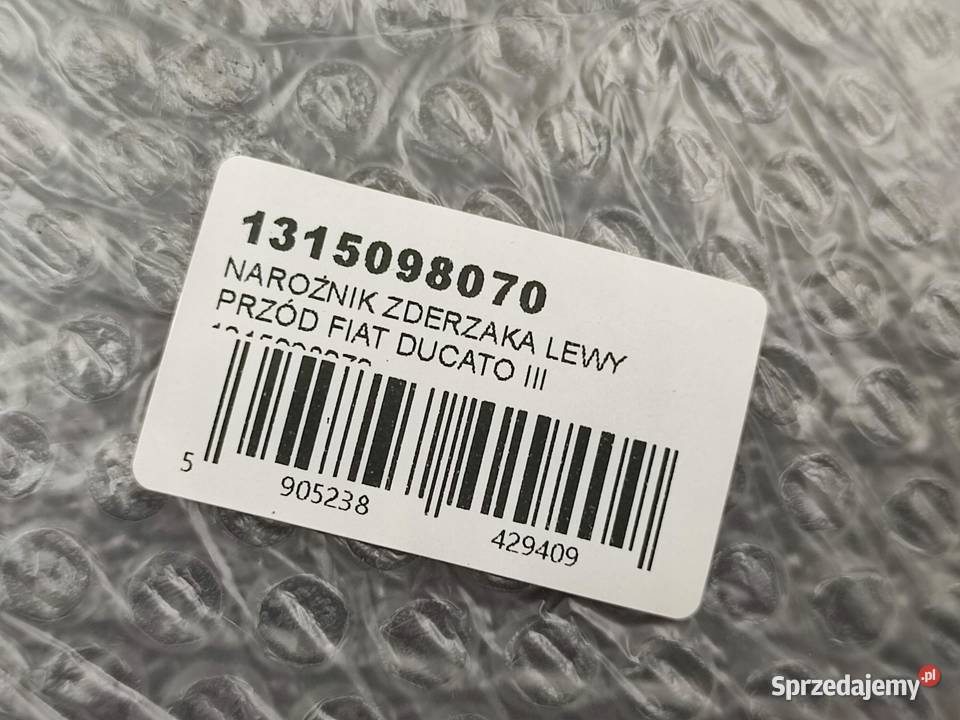 1315098070
NAROŻNIK ZDERZAKA LEWY
PRZÓD FIAT DUCATO III
5 905238 429409
Sprzedajemy.pl